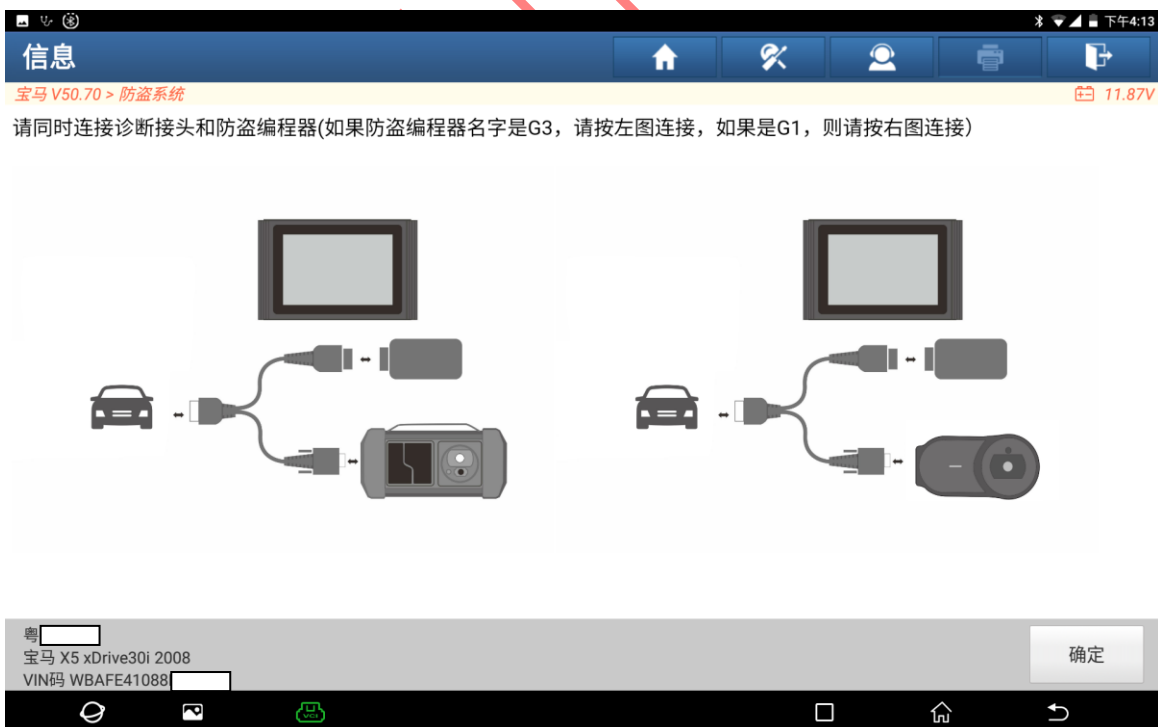 下午4:13
信息
宝马 V50.70 > 防盗系统
11.87V
请同时连接诊断接头和防盗编程器(如果防盗编程器名字是G3，请按左图连接，如果是G1，则请按右图连接)
粤
宝马 X5 xDrive30i 2008
VIN码 WBAFE41088
确定
VCI